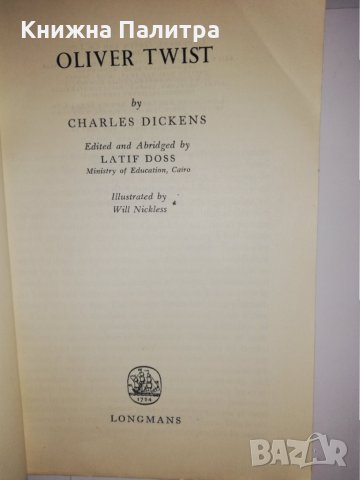 Книжна Палитра
OLIVER TWIST
by
CHARLES DICKENS
Edited and Abridged by
LATIF DOSS
Ministry of Education, Cairo
Illustrated by
Will Nickless
1724
LONGMANS
BAZAR